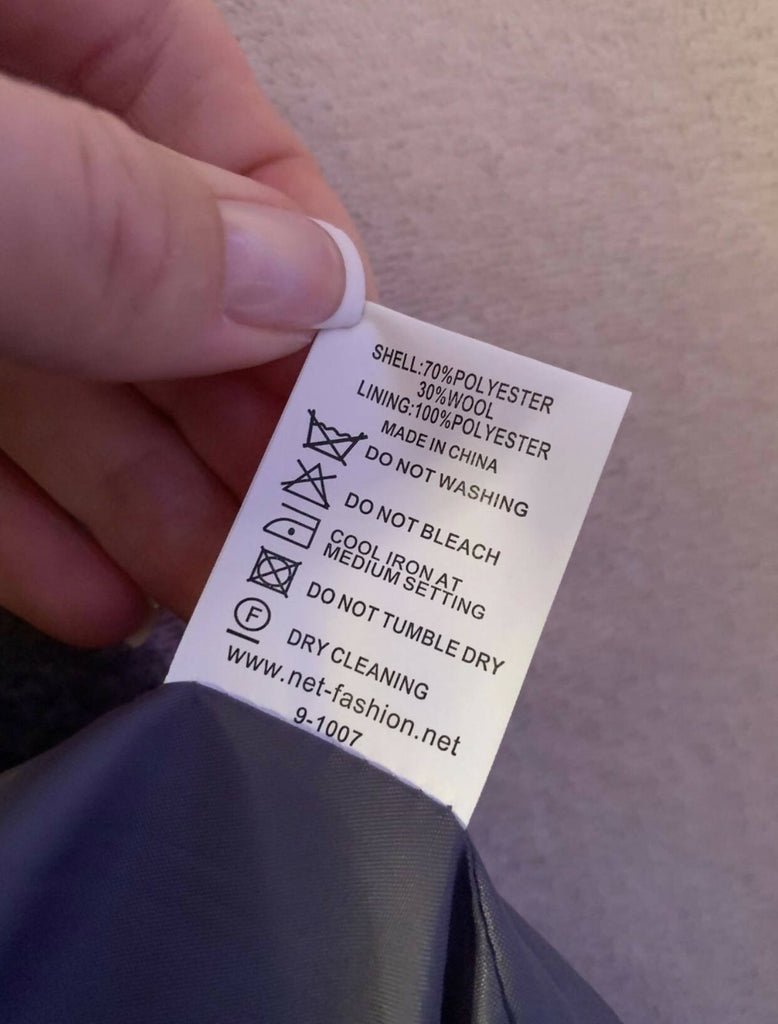 SHELL:70%POLYESTER
30%WOOL
LINING:100%POLYESTER
MADE IN CHINA
DO NOT WASHING
DO NOT BLEACH
COOL IRON AT
MEDIUM SETTING
DO NOT TUMBLE DRY
F
DRY CLEANING
www.net-fashion.net
9-1007